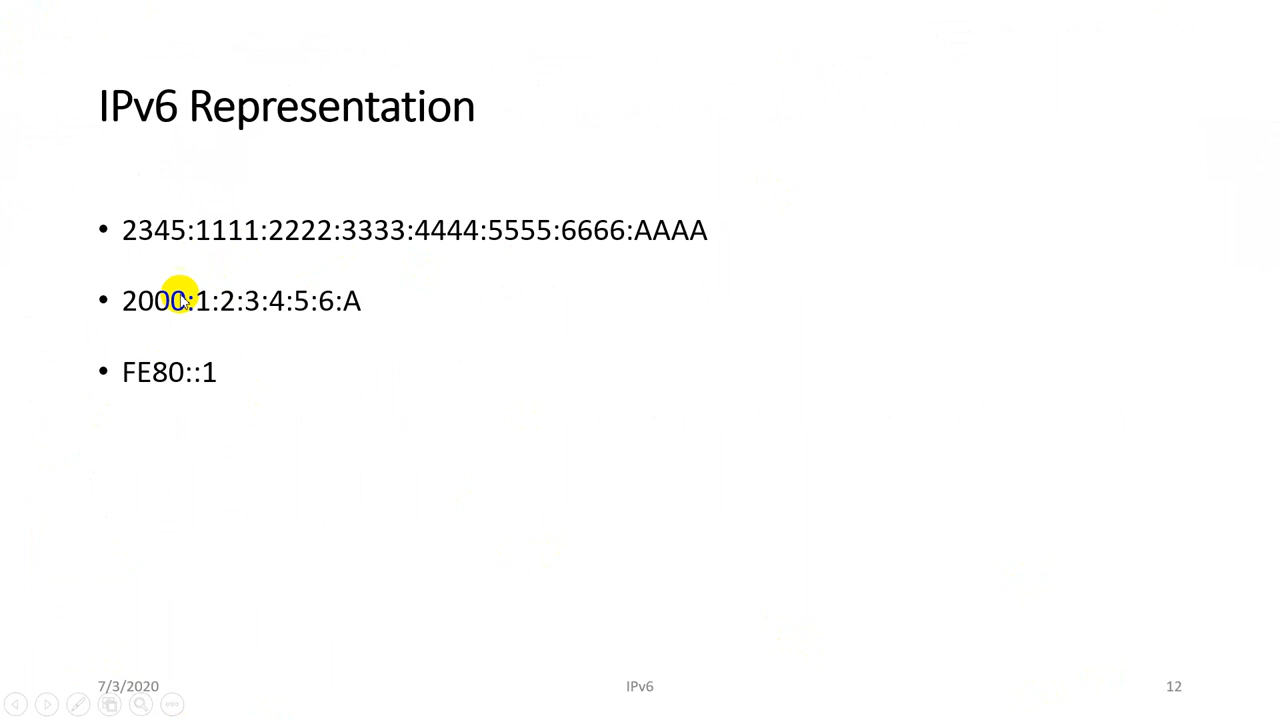 IPv6 Representation
• 2345:1111:2222:3333:4444:5555:6666:AAAA
• 2000:1:2:3:4:5:6:A
• FE80::1
7/3/2020 IPv6 12